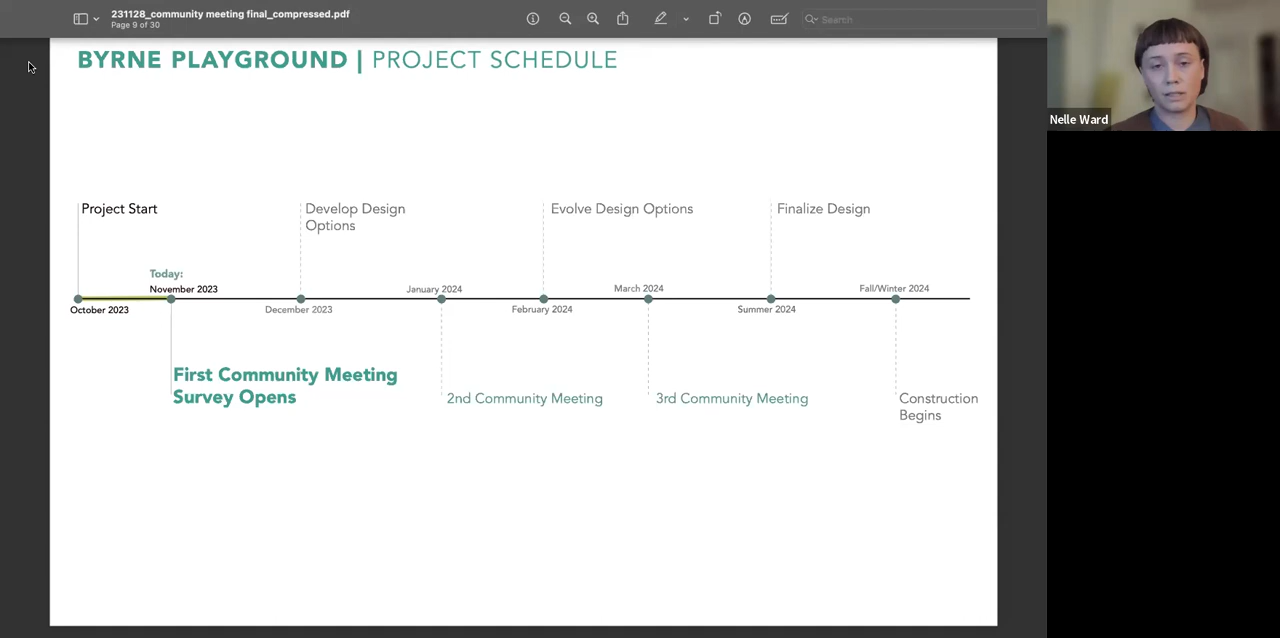 231128_community meeting final_compressed.pdf
Page 9 of 30
Search
Nelle Ward
BYRNE PLAYGROUND | PROJECT SCHEDULE
Project Start
Develop Design
Options
Evolve Design Options
Finalize Design
Today:
November 2023
January 2024
March 2024
Fall/Winter 2024
October 2023
December 2023
February 2024
Summer 2024
First Community Meeting
Survey Opens
2nd Community Meeting
3rd Community Meeting
Construction
Begins